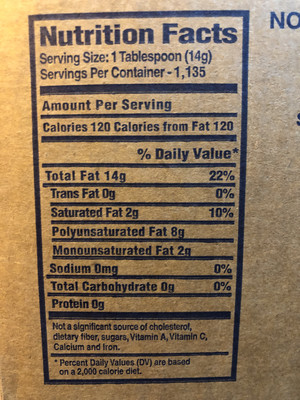 NO
Nutrition Facts
Serving Size: 1 Tablespoon (14g)
Servings Per Container - 1,135
Amount Per Serving
Calories 120 Calories from Fat 120
% Daily Value*
Total Fat 14g 22%
Trans Fat 0g 0%
Saturated Fat 2g 10%
Polyunsaturated Fat 8g
Monounsaturated Fat 2g
Sodium 0mg 0%
Total Carbohydrate 0g 0%
Protein 0g
Not a significant source of cholesterol,
dietary fiber, sugars, Vitamin A, Vitamin C,
Calcium and Iron.
* Percent Daily Values (DV) are based
on a 2,000 calorie diet.